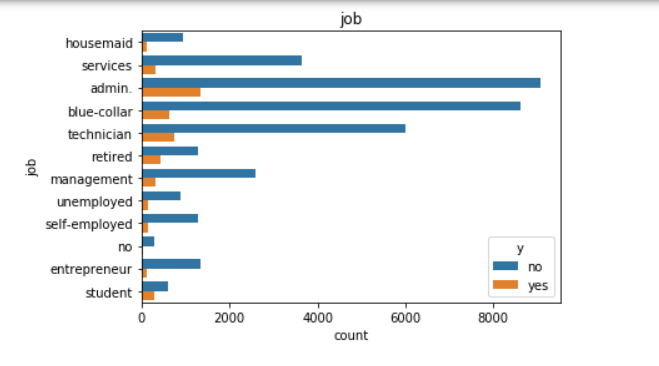 job
housemaid
services
admin.
blue-collar
technician
retired
management
unemployed
self-employed
no
entrepreneur
student
job
y
no
yes
0 2000 4000 6000 8000
count